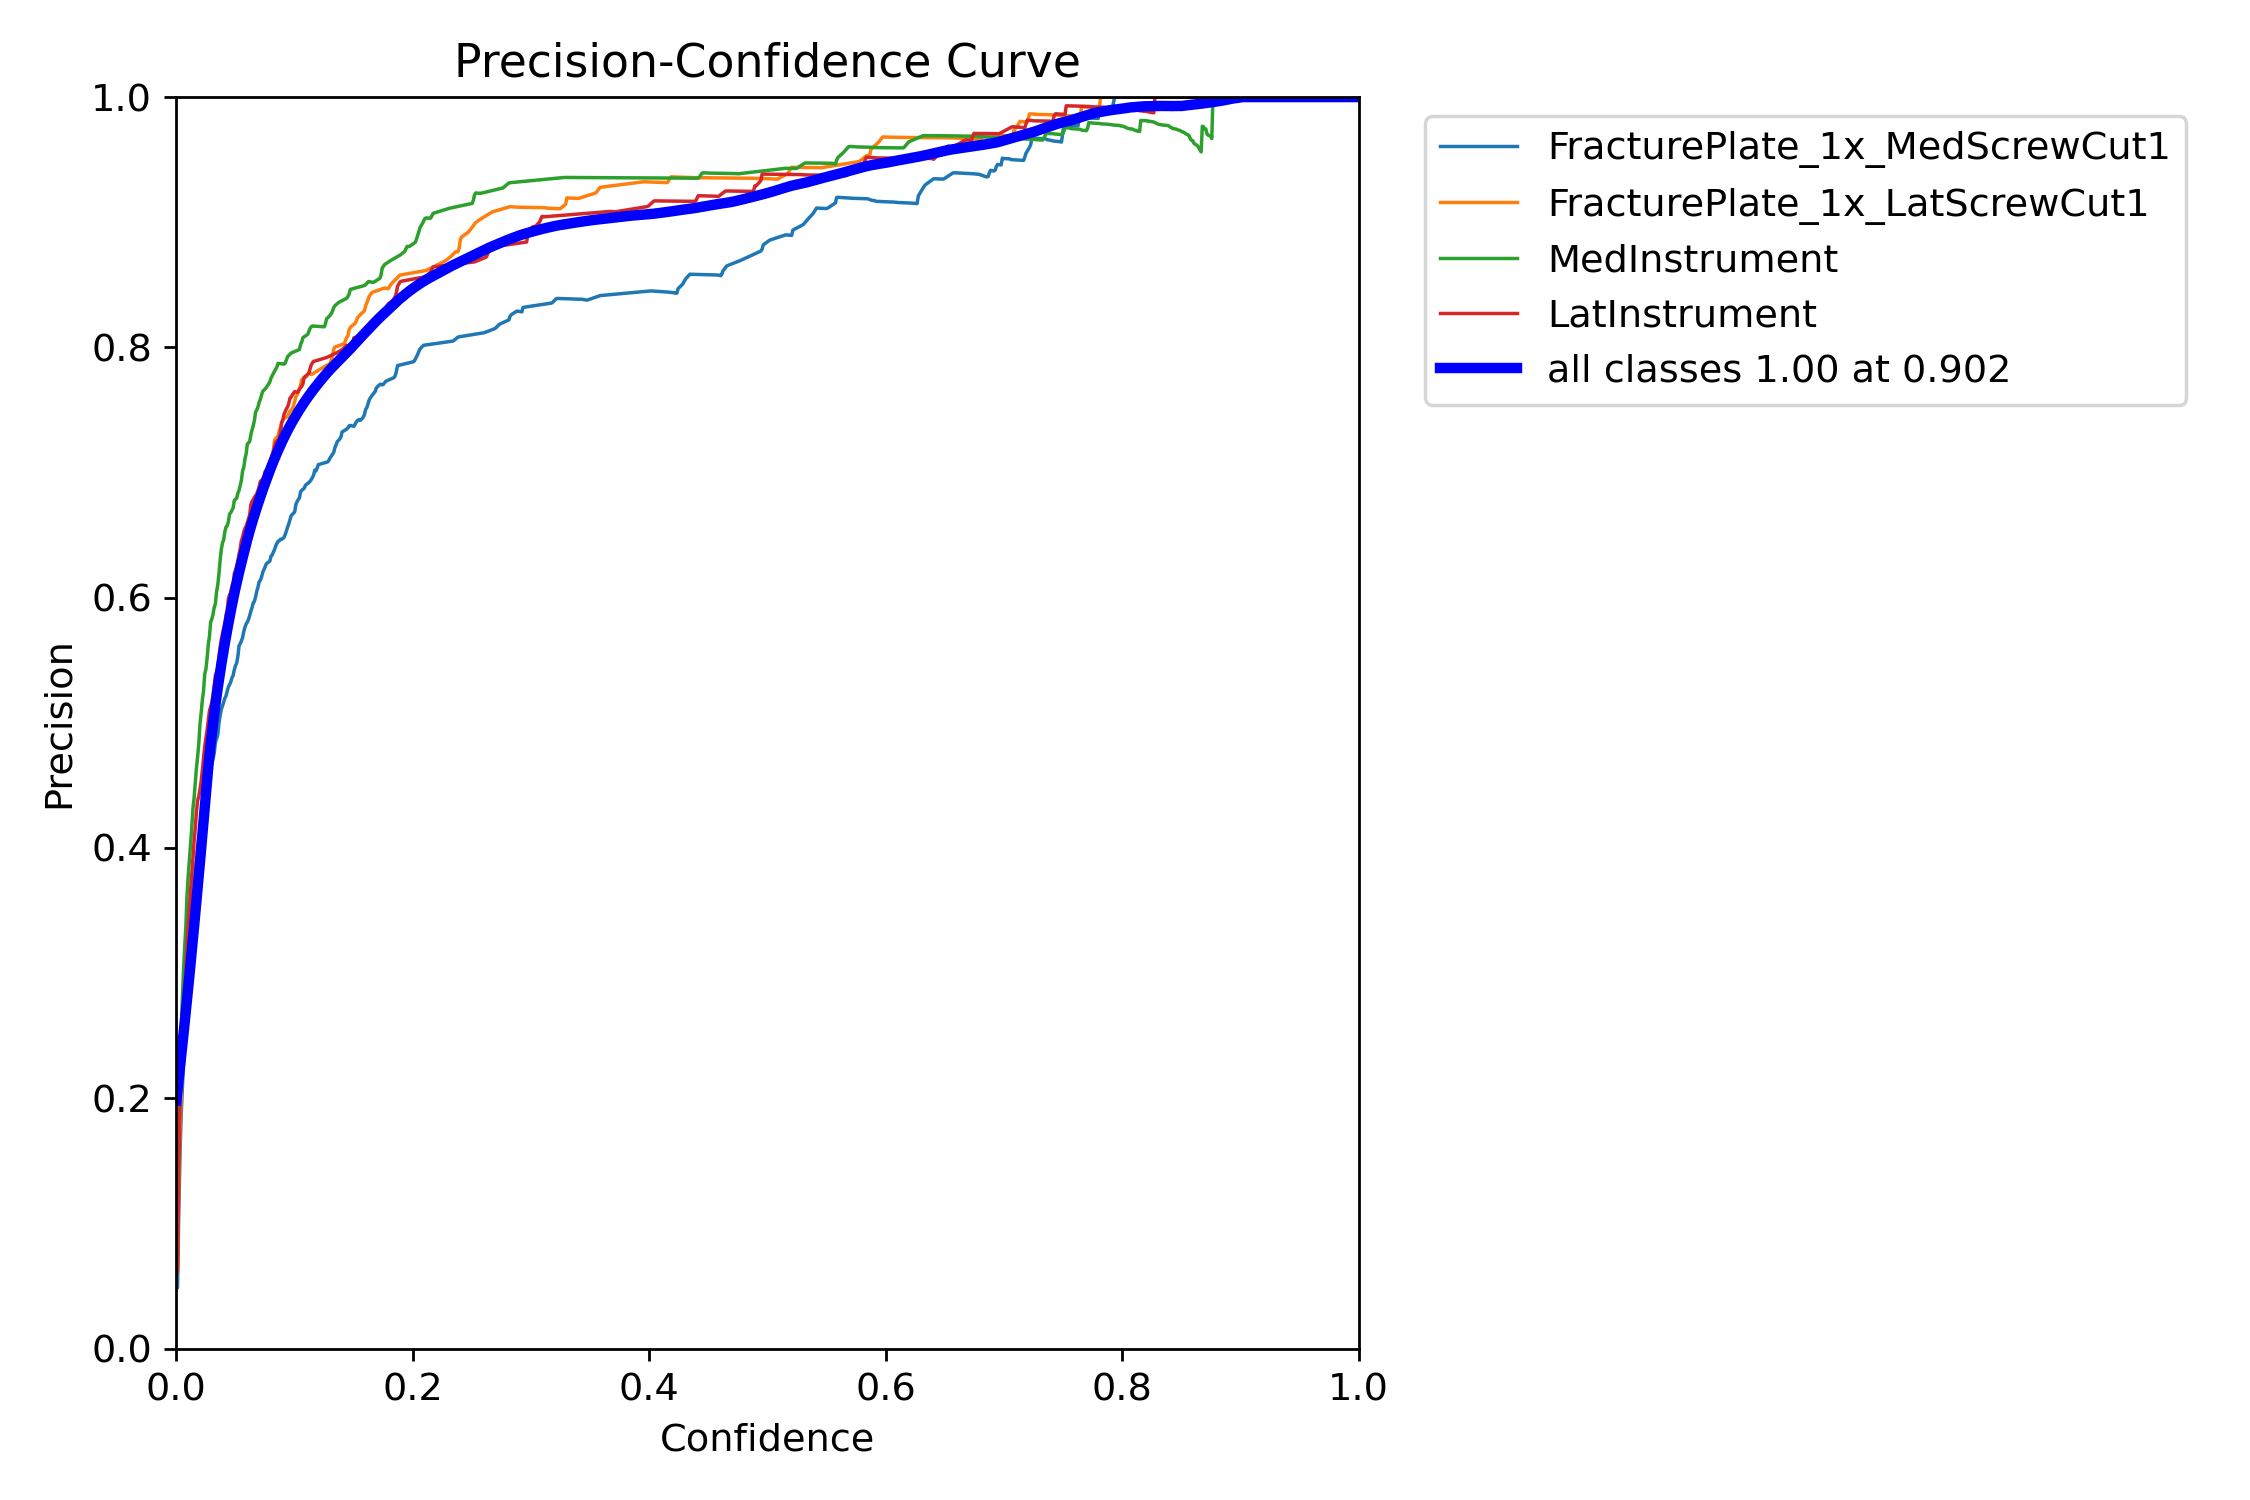 Precision-Confidence Curve
1.0
0.8
0.6
0.4
0.2
0.0
Precision
0.0 0.2 0.4 0.6 0.8 1.0
Confidence
FracturePlate_1x_MedScrewCut1
FracturePlate_1x_LatScrewCut1
MedInstrument
LatInstrument
all classes 1.00 at 0.902